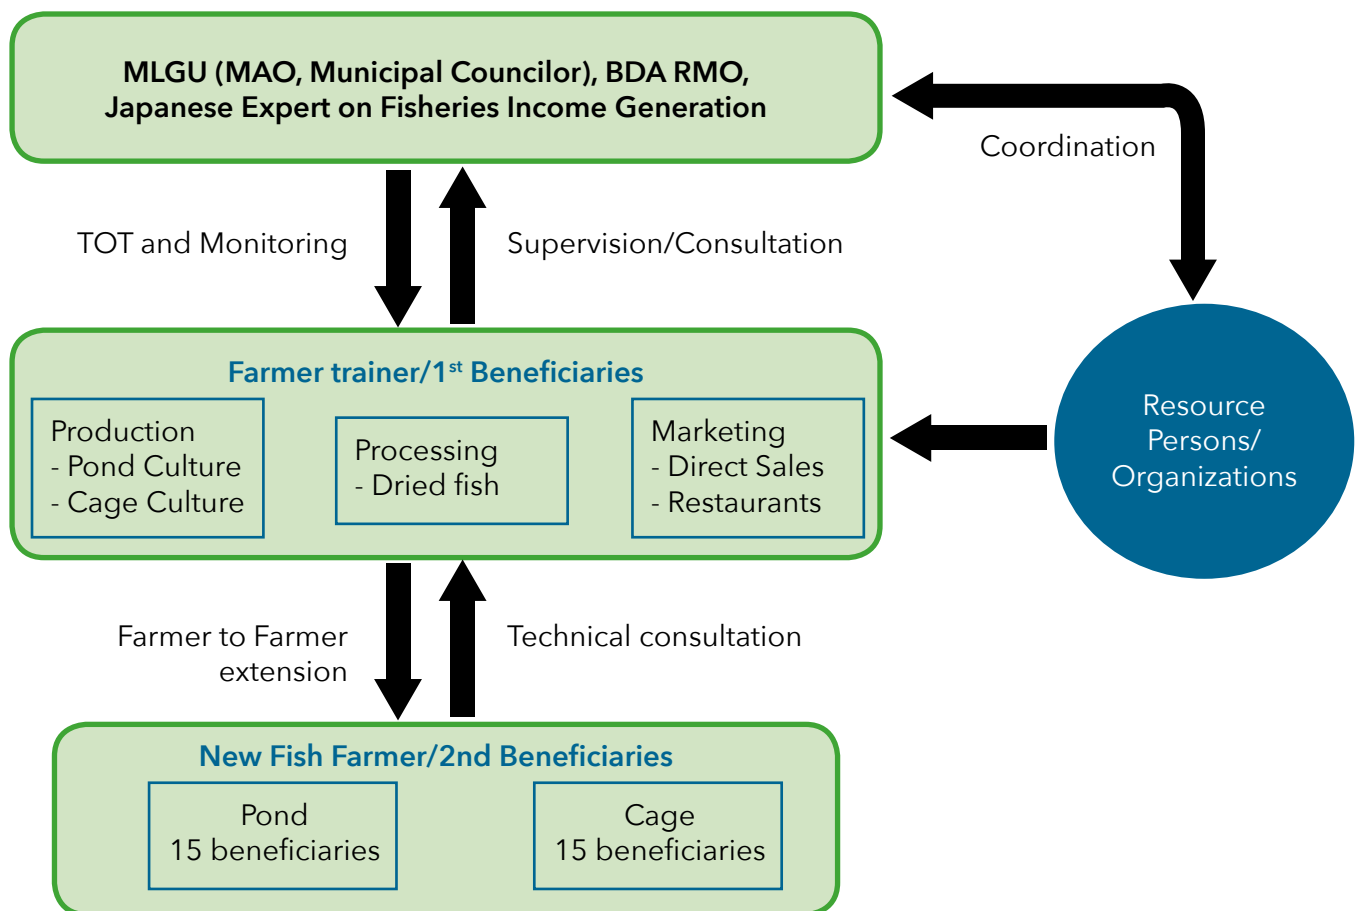 MLGU (MAO, Municipal Councilor), BDA RMO,
Japanese Expert on Fisheries Income Generation
Coordination
TOT and Monitoring
Supervision/Consultation
Farmer trainer/1st Beneficiaries
Production
- Pond Culture
- Cage Culture
Processing
- Dried fish
Marketing
- Direct Sales
- Restaurants
Resource
Persons/
Organizations
Farmer to Farmer
extension
Technical consultation
New Fish Farmer/2nd Beneficiaries
Pond
15 beneficiaries
Cage
15 beneficiaries